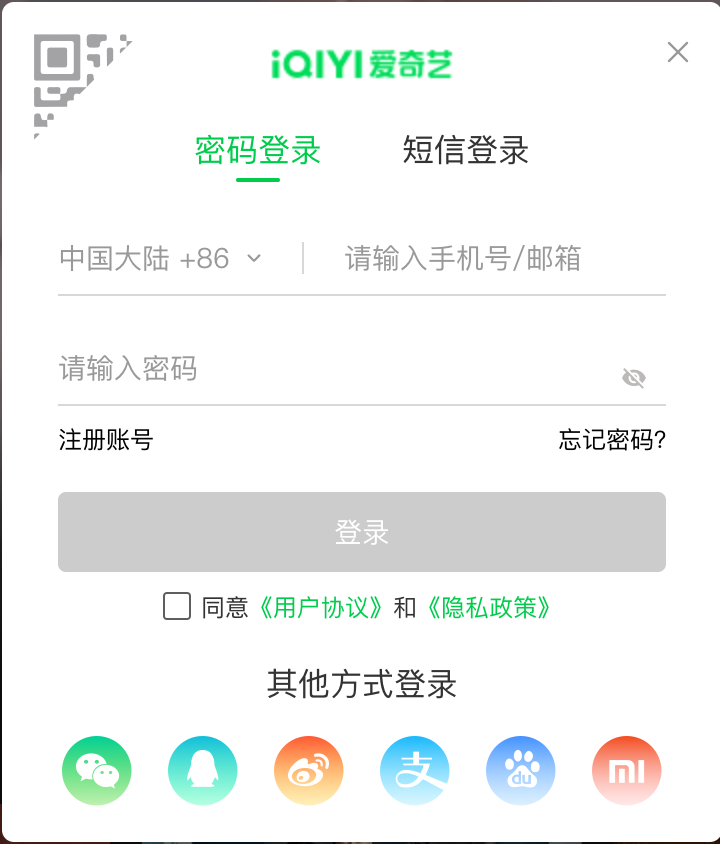 iQIYI 爱奇艺
密码登录 短信登录
中国大陆 +86 请输入手机号/邮箱
请输入密码
注册账号 忘记密码?
登录
同意《用户协议》和《隐私政策》
其他方式登录
支 du mi